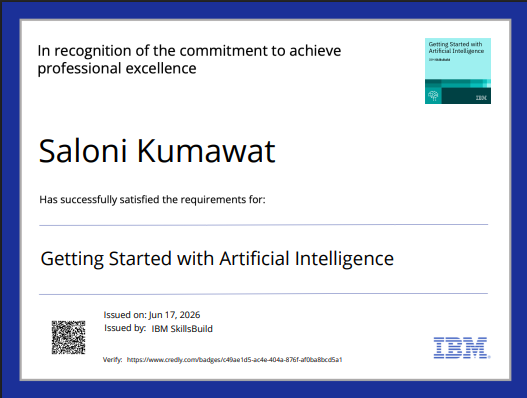 In recognition of the commitment to achieve
professional excellence
Getting Started with
Artificial Intelligence
IBM SkillsBuild
IBM
Saloni Kumawat
Has successfully satisfied the requirements for:
Getting Started with Artificial Intelligence
Issued on: Jun 17, 2026
Issued by: IBM SkillsBuild
Verify: https://www.credly.com/badges/c49ae1d5-ac4e-404a-876f-af0ba8bcd5a1
IBM